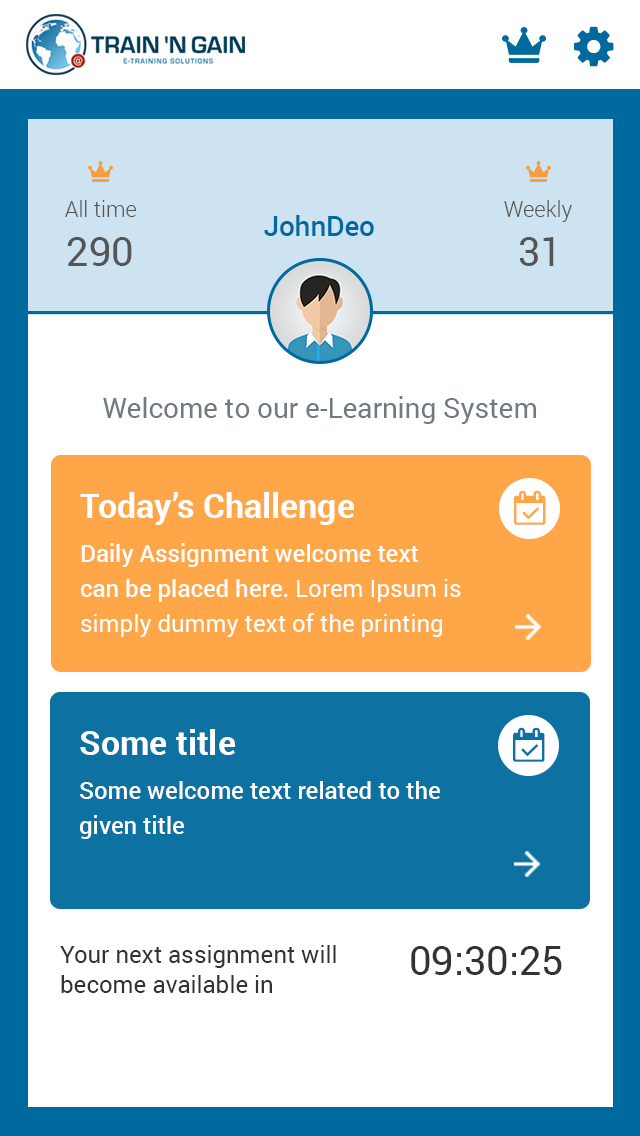 TRAIN 'N GAIN
E-TRAINING SOLUTIONS
@
All time
290
Weekly
31
JohnDeo
Welcome to our e-Learning System
Today's Challenge
Daily Assignment welcome text
can be placed here. Lorem Ipsum is
simply dummy text of the printing
Some title
Some welcome text related to the
given title
Your next assignment will
become available in
09:30:25